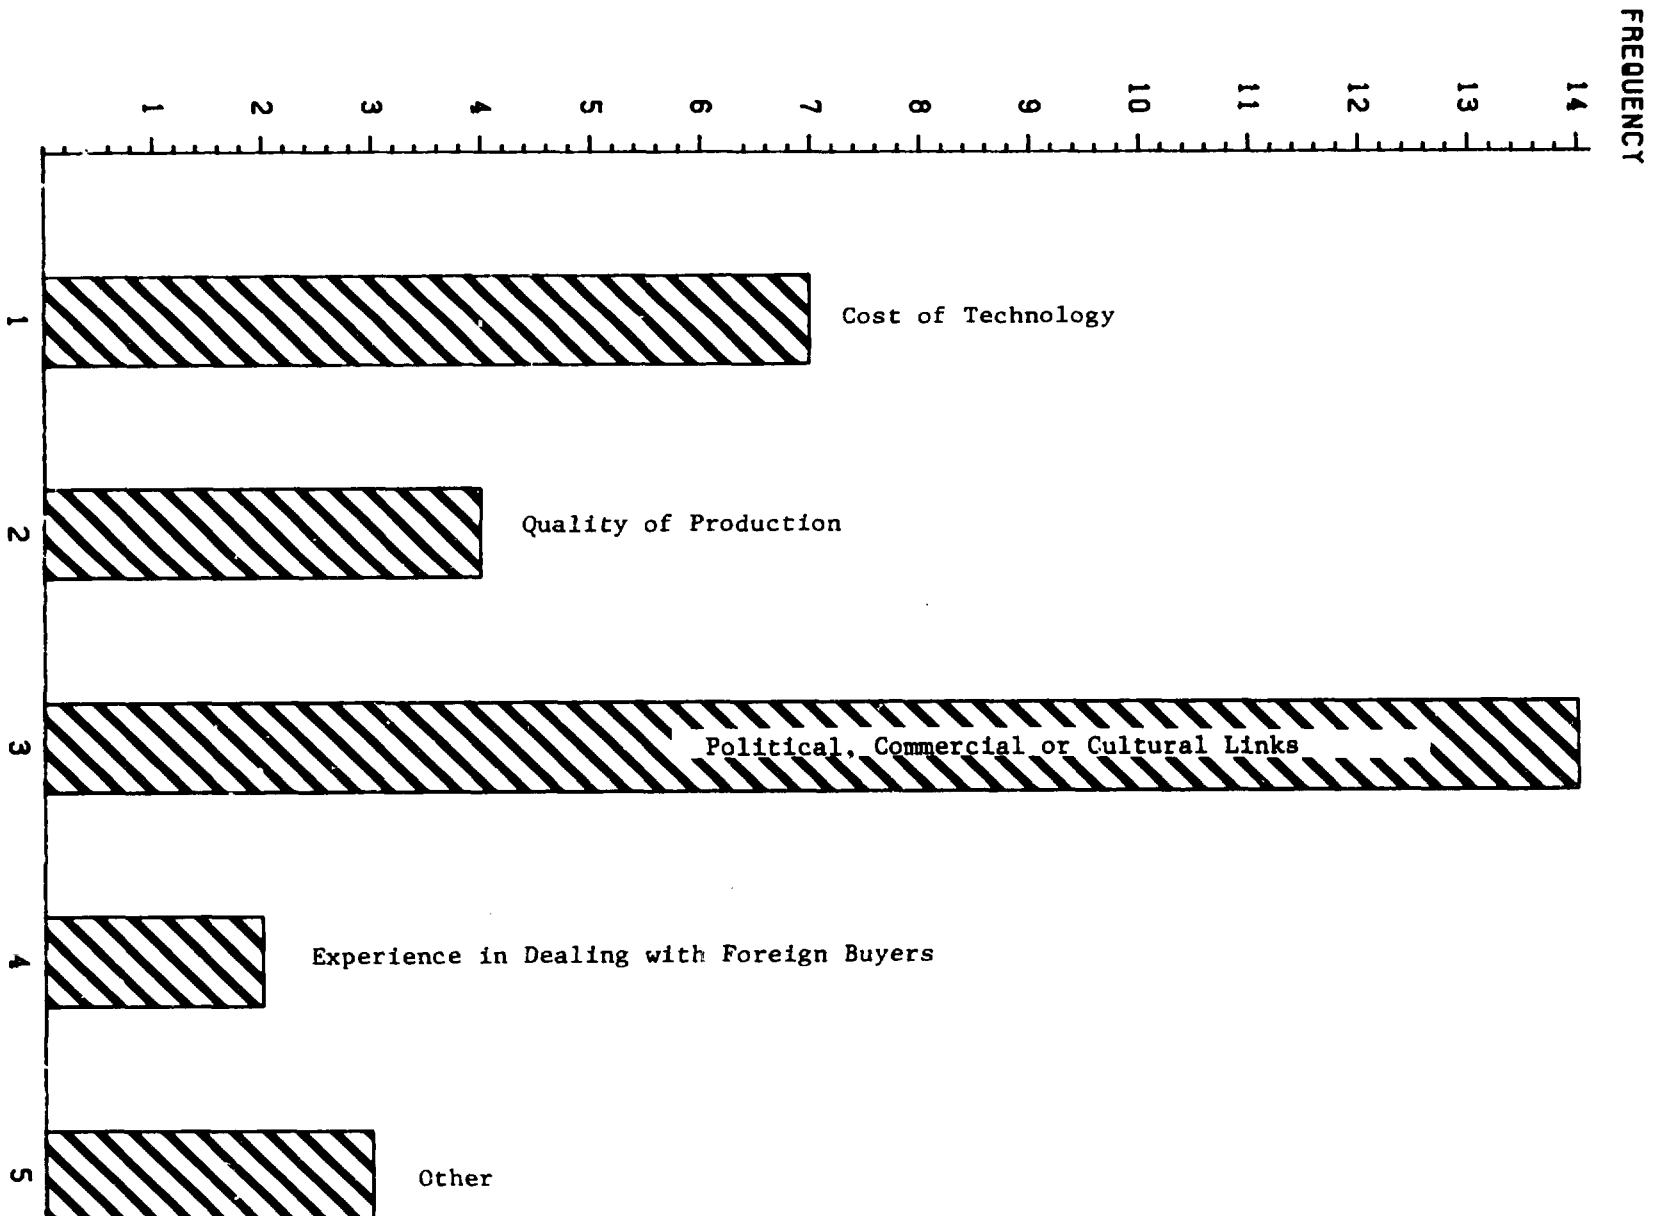 FREQUENCY
1 2 3 4 5 6 7 8 9 10 11 12 13 14
1 Cost of Technology
2 Quality of Production
3 Political, Commercial or Cultural Links
4 Experience in Dealing with Foreign Buyers
5 Other